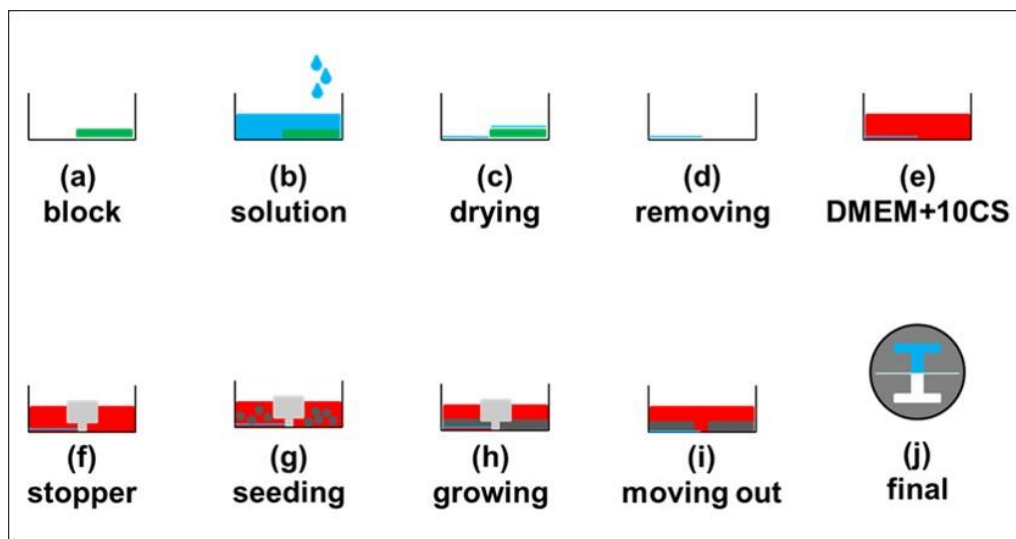 (a)
block
(b)
solution
(c)
drying
(d)
removing
(e)
DMEM+10CS
(f)
stopper
(g)
seeding
(h)
growing
(i)
moving out
(j)
final